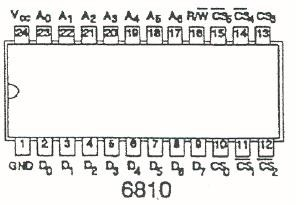 Vcc A0 A1 A2 A3 A4 A5 A6 R/W CS5 CS4 CS3
24 23 22 21 20 19 18 17 16 15 14 13
1 2 3 4 5 6 7 8 9 10 11 12
GND D0 D1 D2 D3 D4 D5 D6 D7 CS0 CS1 CS2
6810